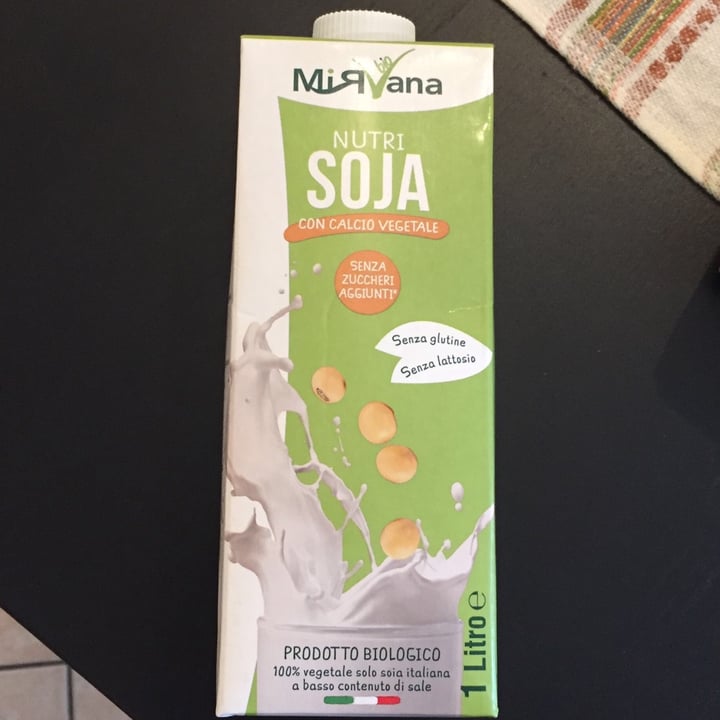 MiRVana
bio
NUTRI
SOJA
CON CALCIO VEGETALE
SENZA
ZUCCHERI
AGGIUNTI*
Senza glutine
Senza lattosio
PRODOTTO BIOLOGICO
100% vegetale solo soia italiana
a basso contenuto di sale
1 Litro ℮